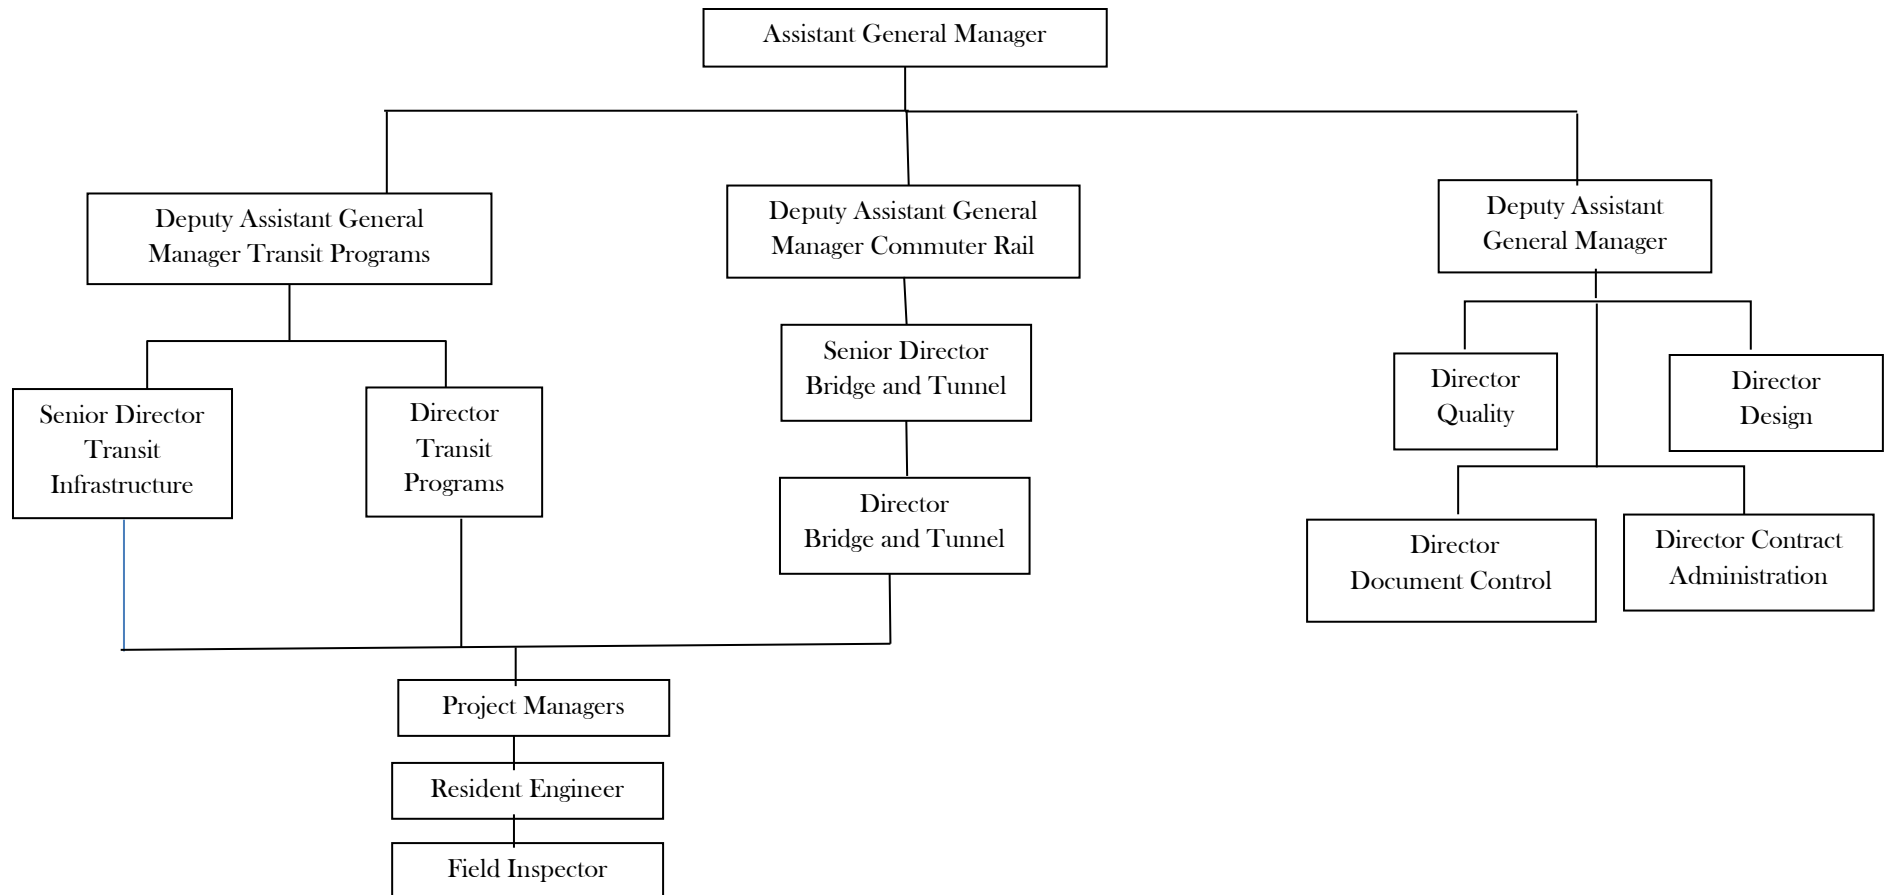 Assistant General Manager
Deputy Assistant General
Manager Transit Programs
Deputy Assistant General
Manager Commuter Rail
Deputy Assistant
General Manager
Senior Director
Transit
Infrastructure
Director
Transit
Programs
Senior Director
Bridge and Tunnel
Director
Bridge and Tunnel
Director
Quality
Director
Design
Director
Document Control
Director Contract
Administration
Project Managers
Resident Engineer
Field Inspector